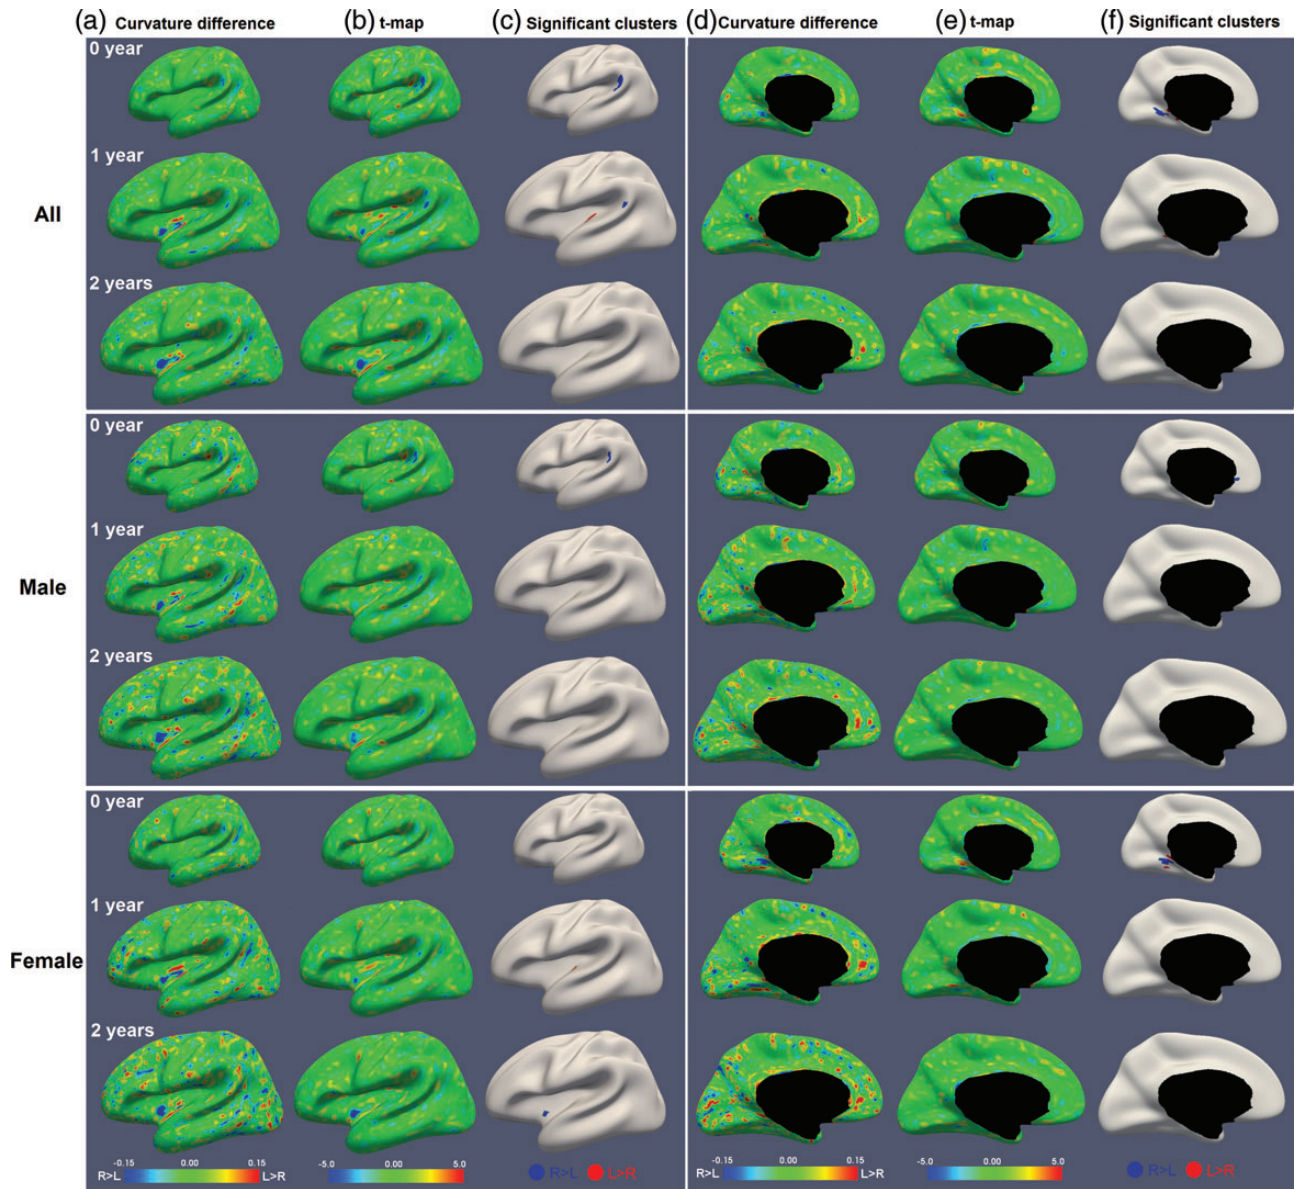 (a) Curvature difference (b) t-map (c) Significant clusters (d) Curvature difference (e) t-map (f) Significant clusters
0 year
1 year
All
2 years
0 year
1 year
Male
2 years
0 year
1 year
Female
2 years
-0.15 0.00 0.15 -5.0 0.00 5.0 -0.15 0.00 0.15 -5.0 0.00 5.0
R>L L>R R>L L>R R>L L>R R>L L>R